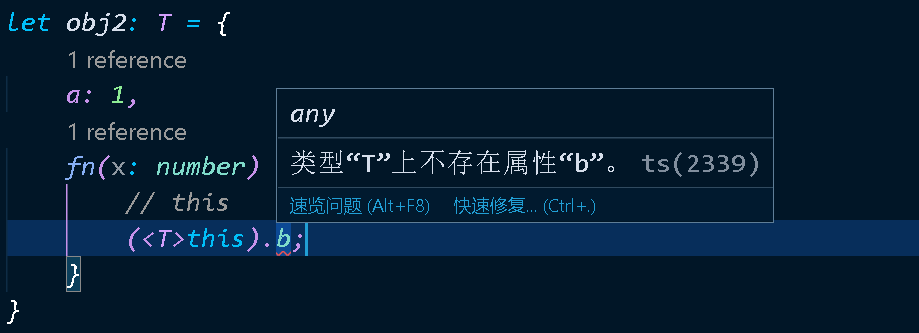 let obj2: T = {
1 reference
a: 1,
1 reference
fn(x: number)
any
类型“T”上不存在属性“b”。 ts(2339)
速览问题 (Alt+F8) 快速修复... (Ctrl+.)
// this
(<T>this).b;
}
}